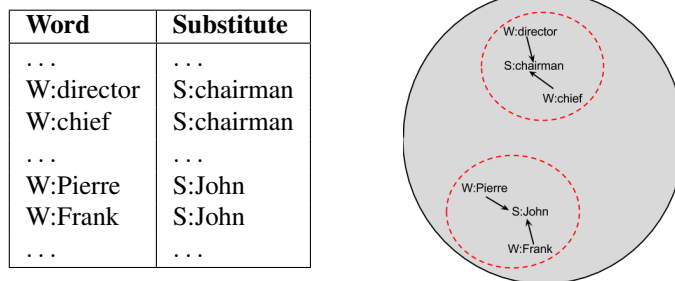 Word Substitute
. . . . . .
W:director S:chairman
W:chief S:chairman
. . . . . .
W:Pierre S:John
W:Frank S:John
. . . . . .
W:director
S:chairman
W:chief
W:Pierre
S:John
W:Frank